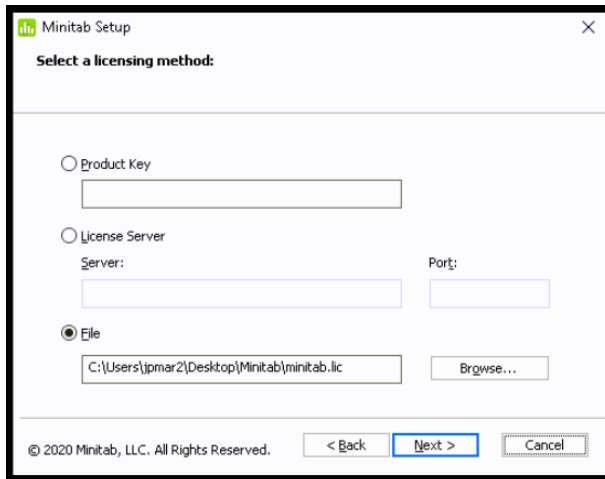 Minitab Setup
Select a licensing method:
Product Key
License Server
Server: Port:
File
C:\Users\jpmar2\Desktop\Minitab\minitab.lic Browse...
© 2020 Minitab, LLC. All Rights Reserved. < Back Next > Cancel